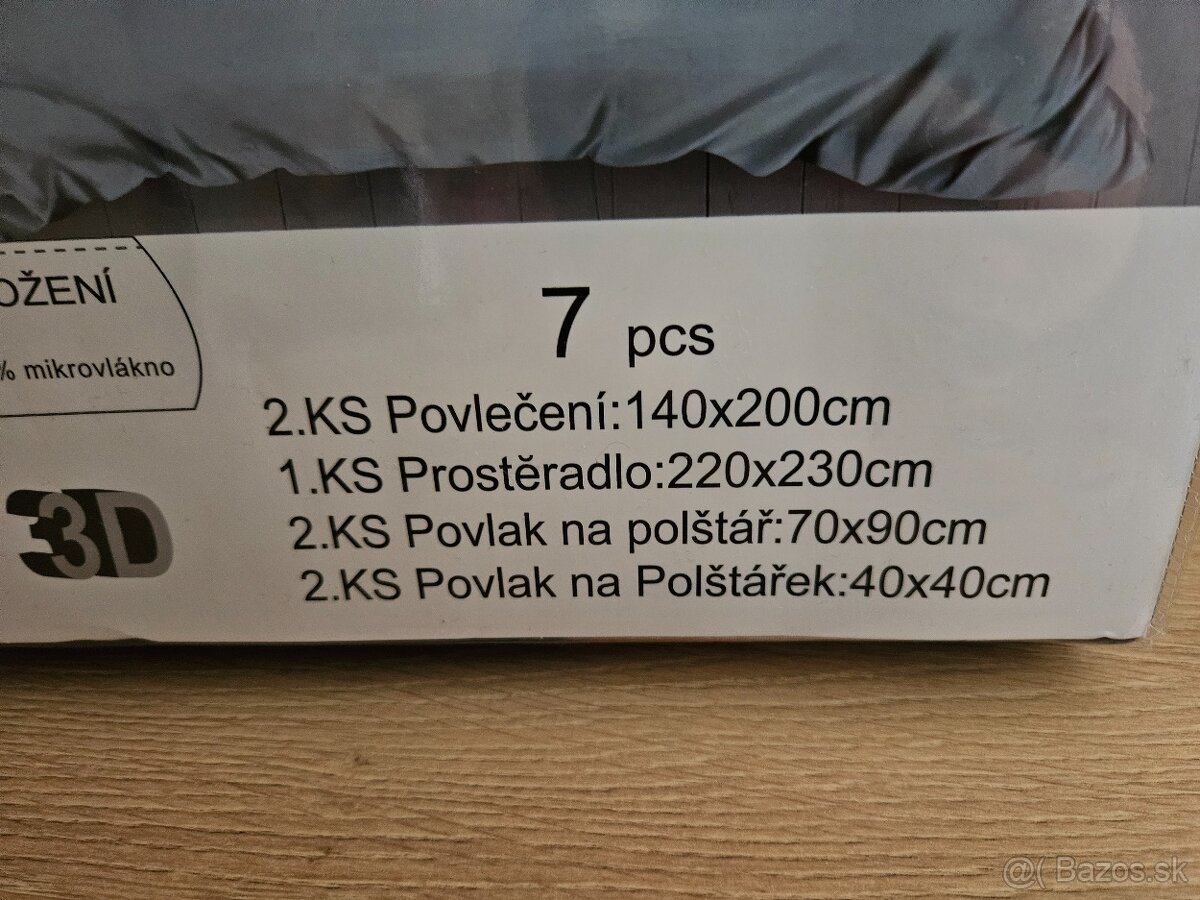 OŽENÍ
% mikrovlákno
3D
7 pcs
2.KS Povlečení:140x200cm
1.KS Prostěradlo:220x230cm
2.KS Povlak na polštář:70x90cm
2.KS Povlak na Polštářek:40x40cm
@( Bazos.sk